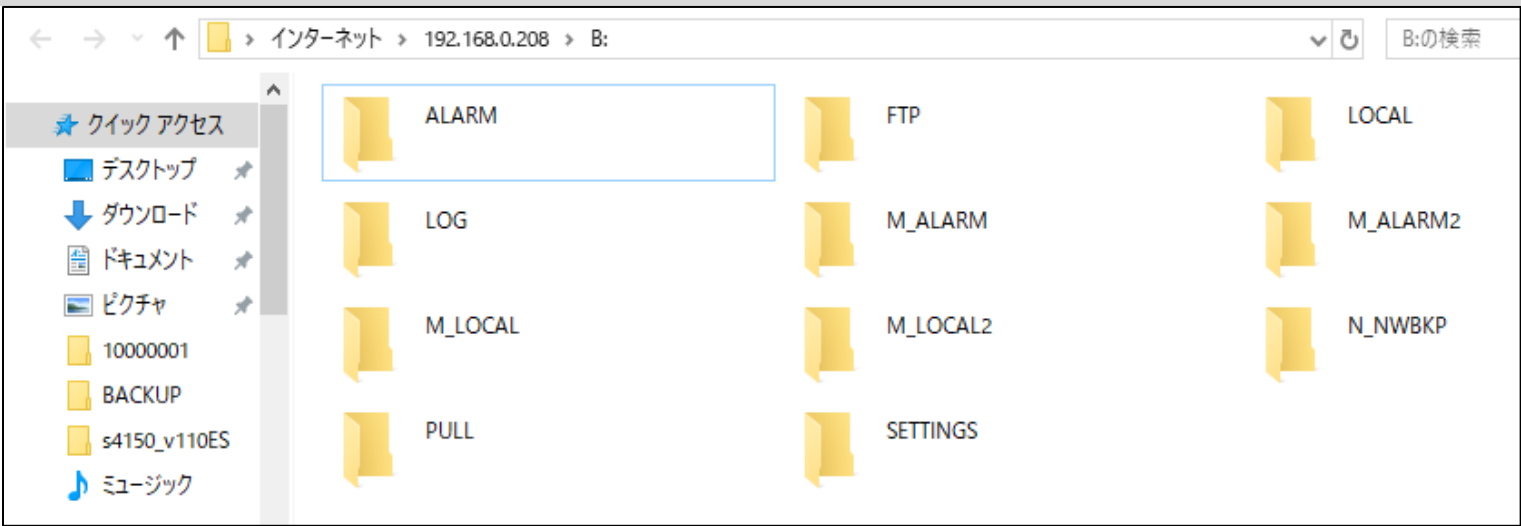 インターネット › 192.168.0.208 › B:
B:の検索
クイック アクセス
デスクトップ
ダウンロード
ドキュメント
ピクチャ
10000001
BACKUP
s4150_v110ES
ミュージック
ALARM
FTP
LOCAL
LOG
M_ALARM
M_ALARM2
M_LOCAL
M_LOCAL2
N_NWBKP
PULL
SETTINGS